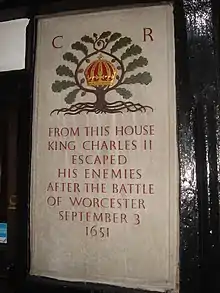 C R
FROM THIS HOUSE
KING CHARLES II
ESCAPED
HIS ENEMIES
AFTER THE BATTLE
OF WORCESTER
SEPTEMBER 3
1651